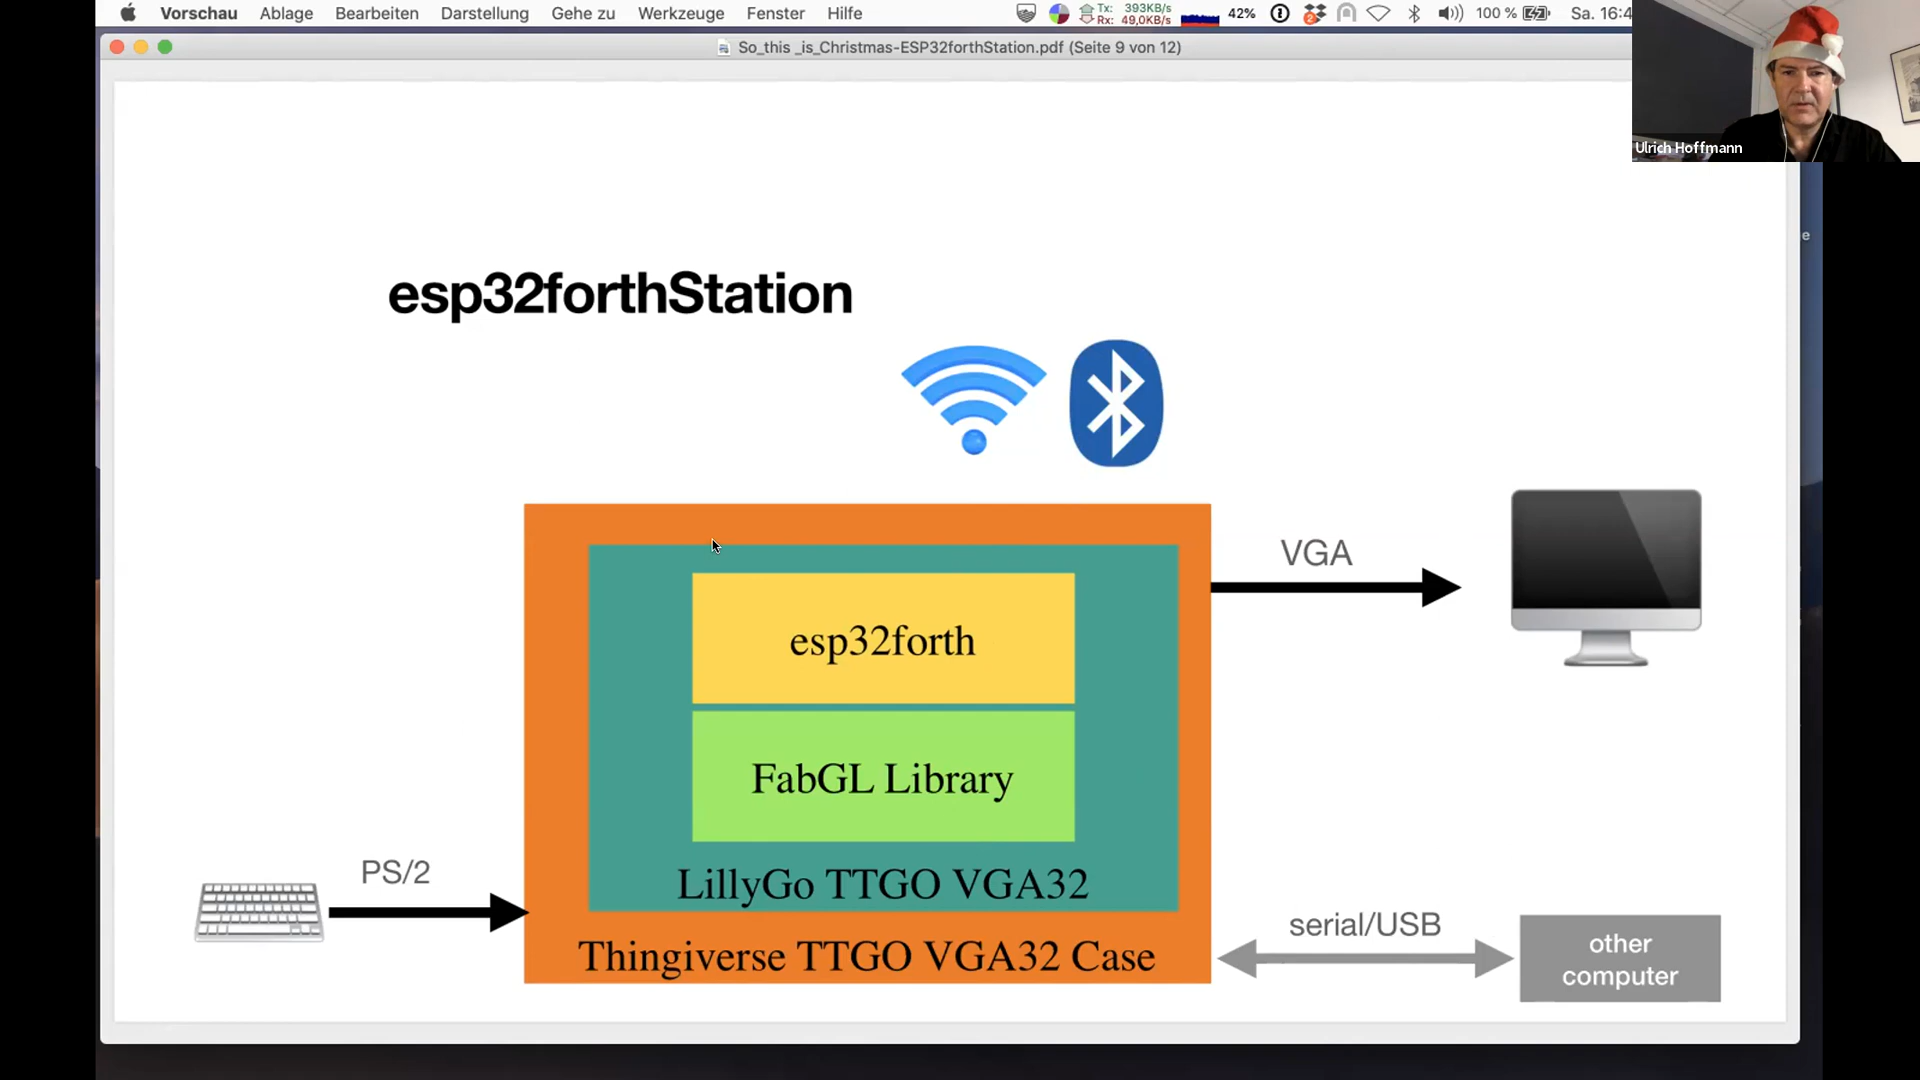 Vorschau Ablage Bearbeiten Darstellung Gehe zu Werkzeuge Fenster Hilfe
Tx: 393KB/s
Rx: 49,0KB/s
42% 100 % Sa. 16:4
So_this _is_Christmas-ESP32forthStation.pdf (Seite 9 von 12)
Ulrich Hoffmann
e
esp32forthStation
VGA
esp32forth
FabGL Library
PS/2
LillyGo TTGO VGA32
serial/USB
other
computer
Thingiverse TTGO VGA32 Case